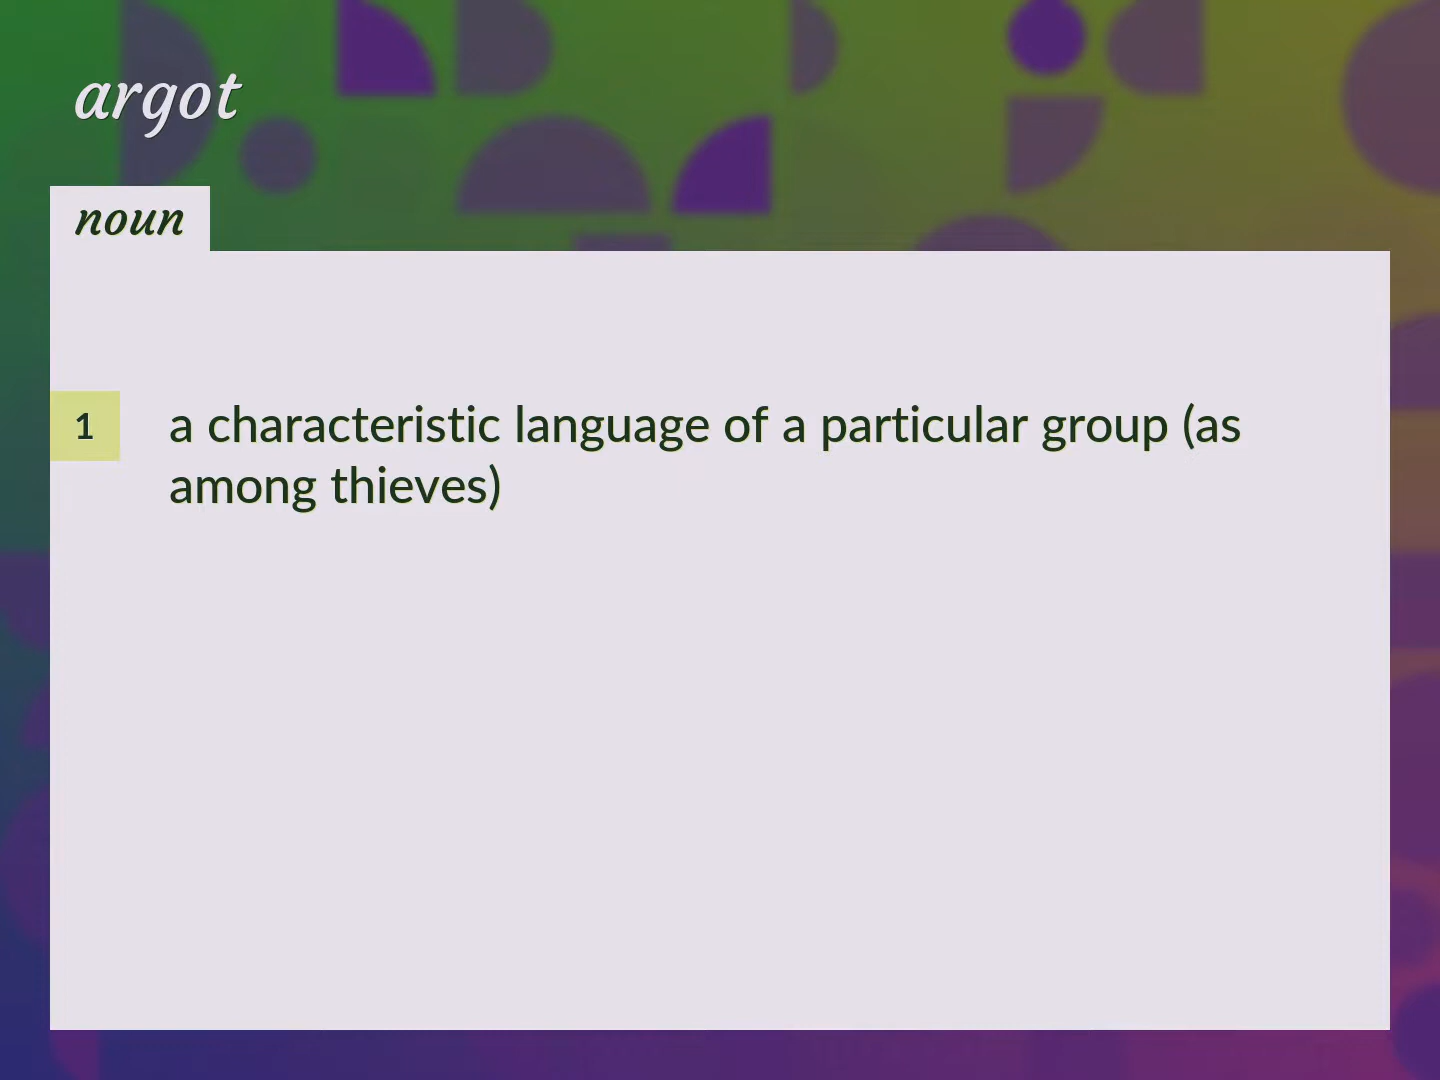 argot
noun
1 a characteristic language of a particular group (as
among thieves)